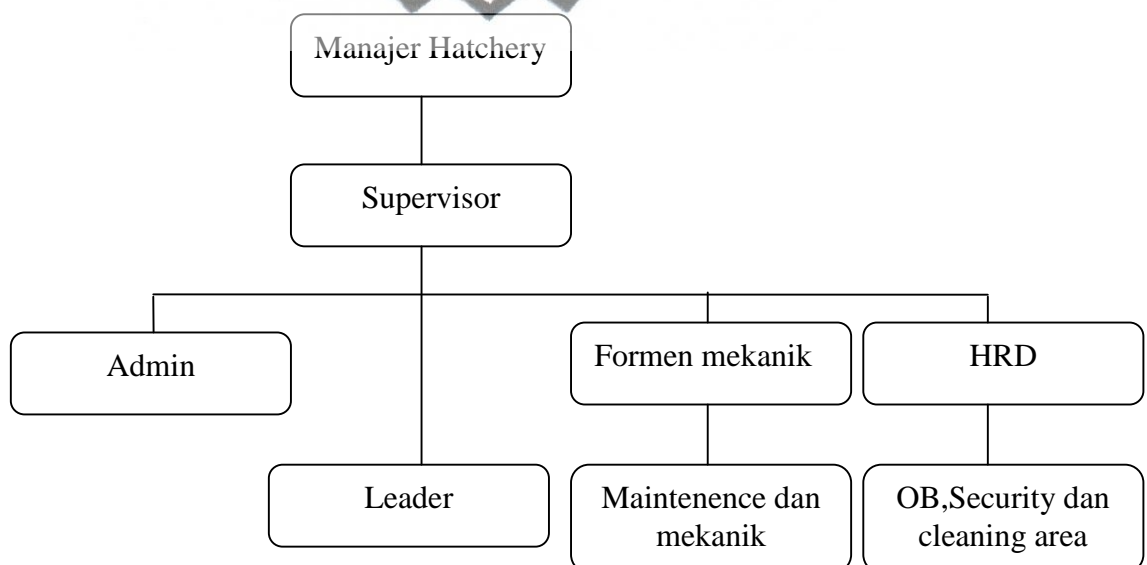 Manajer Hatchery
Supervisor
Admin
Formen mekanik
HRD
Leader
Maintenence dan
mekanik
OB,Security dan
cleaning area